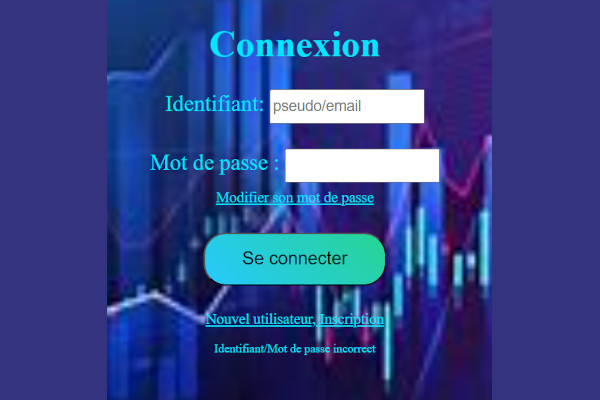 Connexion
Identifiant: pseudo/email
Mot de passe :
Modifier son mot de passe
Se connecter
Nouvel utilisateur, Inscription
Identifiant/Mot de passe incorrect